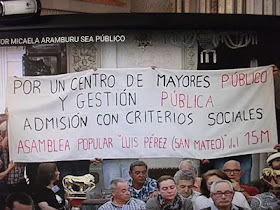 OR MICAELA ARAMBURU SEA PÚBLICO
POR UN CENTRO DE MAYORES PÚBLICO
Y GESTIÓN PÚBLICA
ADMISIÓN CON CRITERIOS SOCIALES
ASAMBLEA POPULAR "LUIS PÉREZ (SAN MATEO)" del 15M